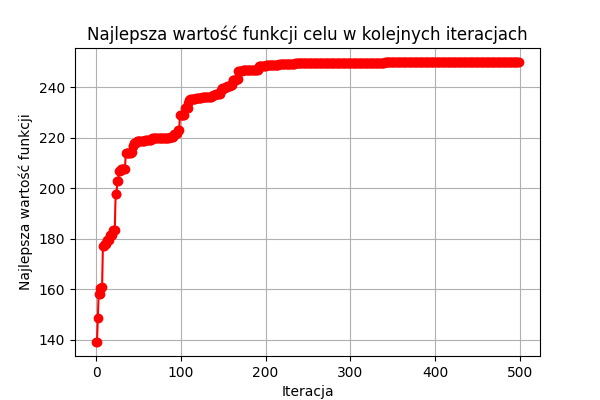 Najlepsza wartość funkcji celu w kolejnych iteracjach
Najlepsza wartość funkcji
240
220
200
180
160
140
0 100 200 300 400 500
Iteracja